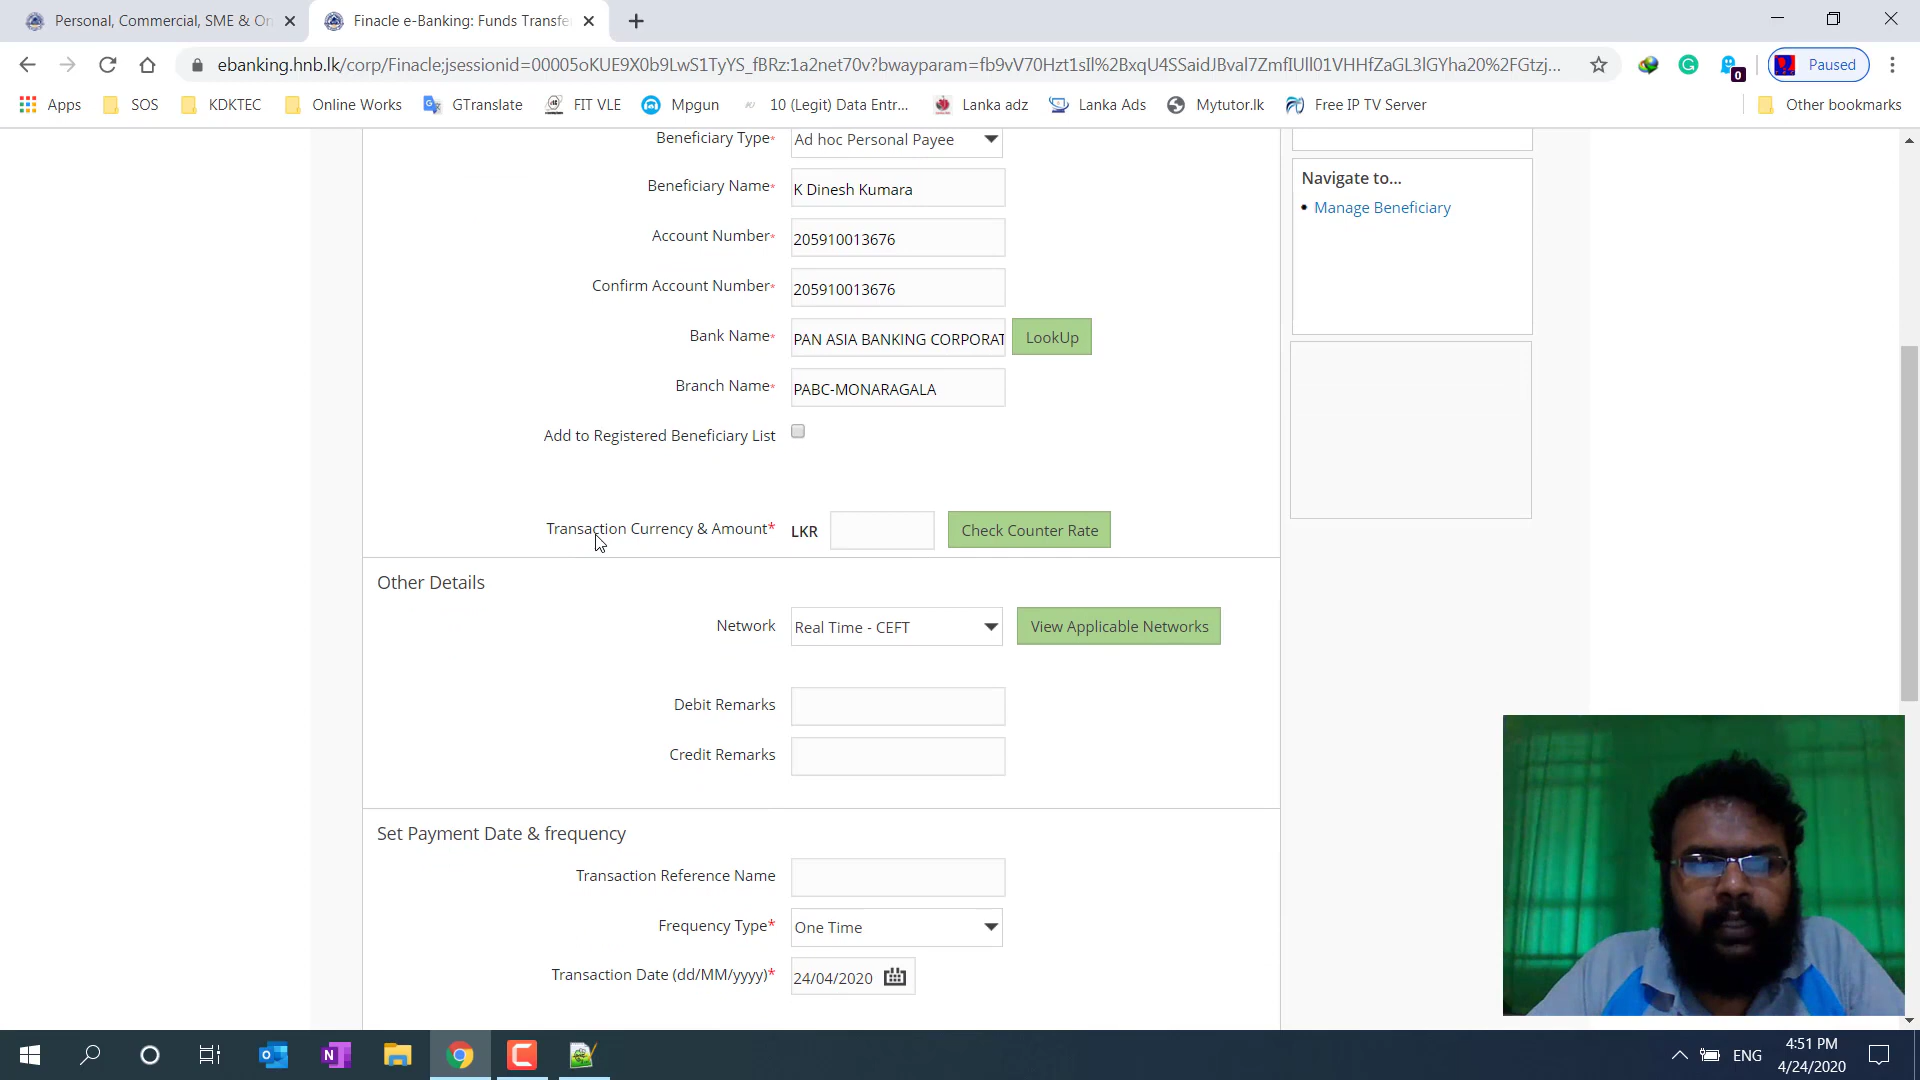 Personal, Commercial, SME & On
Finacle e-Banking: Funds Transfe
ebanking.hnb.lk/corp/Finacle;jsessionid=00005oKUE9X0b9LwS1TyYS_fBRz:1a2net70v?bwayparam=fb9vV70Hzt1sIl%2BxqU4SSaidJBval7ZmfIUll01VHHfZaGL3lGYha20%2FGtzj...
0
Paused
Apps
SOS
KDKTEC
Online Works
GTranslate
FIT VLE
Mpgun
10 (Legit) Data Entr...
Lanka adz
Lanka Ads
Mytutor.lk
Free IP TV Server
Other bookmarks
Beneficiary Type* Ad hoc Personal Payee
Beneficiary Name* K Dinesh Kumara
Account Number* 205910013676
Confirm Account Number* 205910013676
Bank Name* PAN ASIA BANKING CORPORAT LookUp
Branch Name* PABC-MONARAGALA
Add to Registered Beneficiary List
Transaction Currency & Amount* LKR Check Counter Rate
Other Details
Network Real Time - CEFT View Applicable Networks
Debit Remarks
Credit Remarks
Set Payment Date & frequency
Transaction Reference Name
Frequency Type* One Time
Transaction Date (dd/MM/yyyy)* 24/04/2020
Navigate to...
Manage Beneficiary
ENG
4:51 PM
4/24/2020